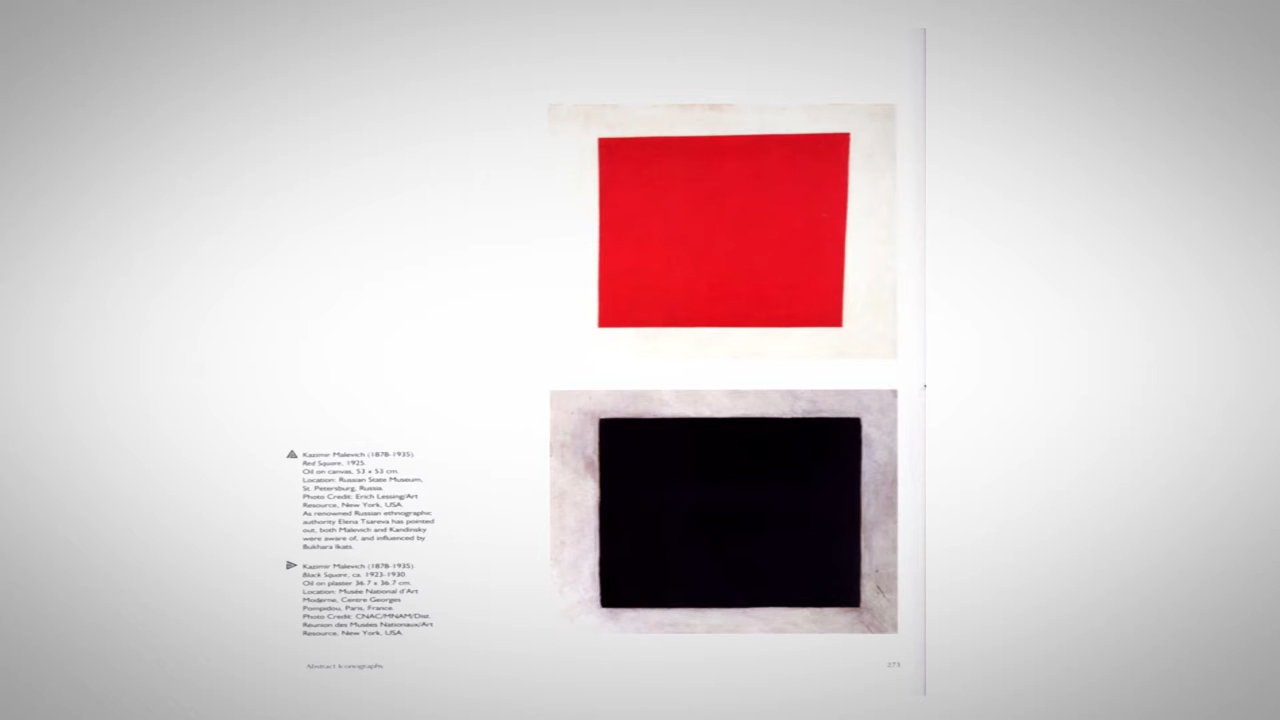 Kazimir Malevich (1878-1935)
Red Square, 1925.
Oil on canvas, 53 x 53 cm.
Location: Russian State Museum,
St. Petersburg, Russia.
Photo Credit: Erich Lessing/Art
Resource, New York, USA.
As renowned Russian ethnographic
authority Elena Tsareva has pointed
out, both Malevich and Kandinsky
were aware of, and influenced by
Bukhara Ikats.
Kazimir Malevich (1878-1935)
Black Square, ca. 1923-1930.
Oil on plaster 36.7 x 36.7 cm.
Location: Musée National d'Art
Moderne, Centre Georges
Pompidou, Paris, France.
Photo Credit: CNAC/MNAM/Dist.
Réunion des Musées Nationaux/Art
Resource, New York, USA.
Abstract Iconography
273